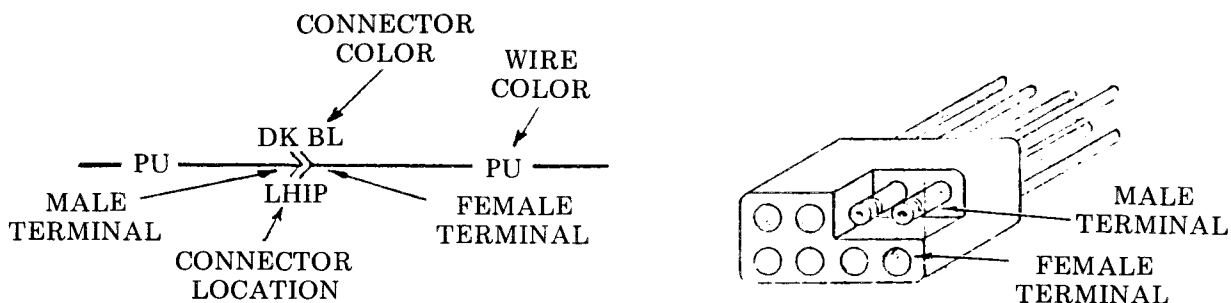 CONNECTOR
COLOR
WIRE
COLOR
DK BL
PU
PU
LHIP
MALE
TERMINAL
FEMALE
TERMINAL
CONNECTOR
LOCATION
MALE
TERMINAL
FEMALE
TERMINAL